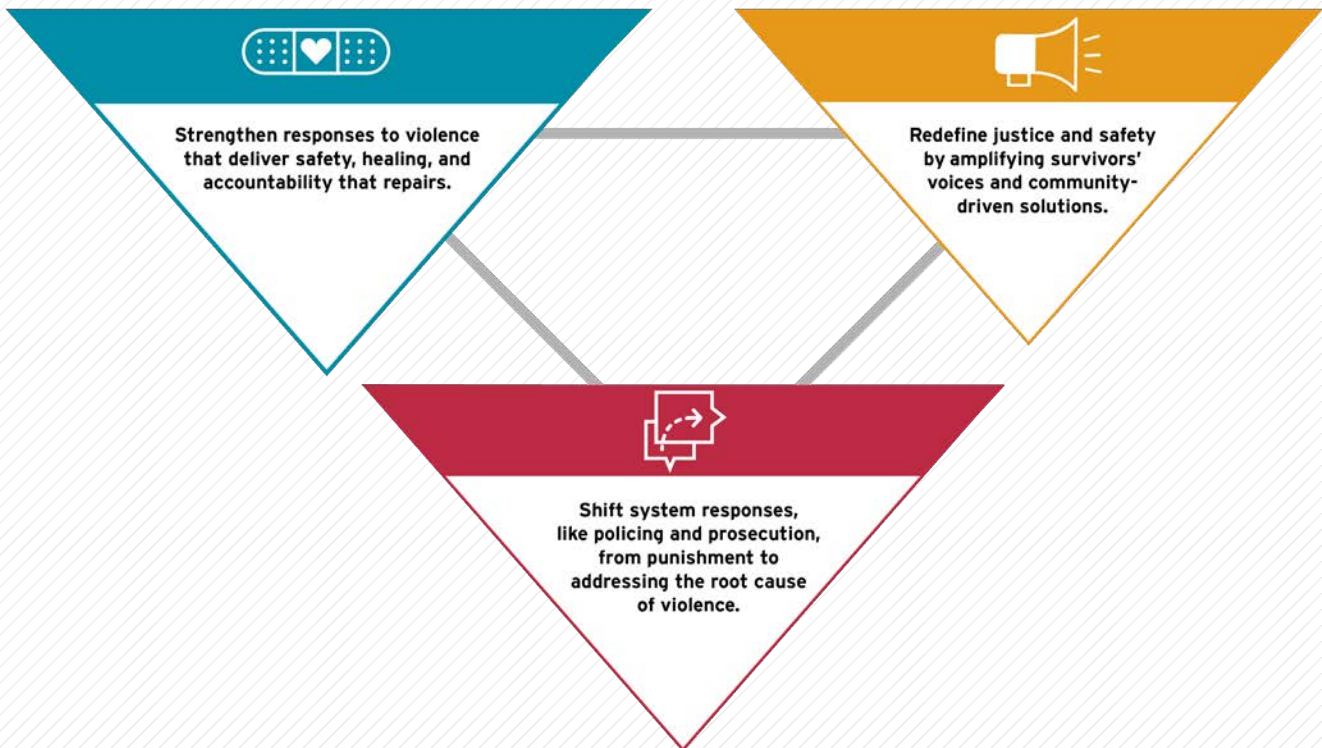 Strengthen responses to violence
that deliver safety, healing, and
accountability that repairs.
Redefine justice and safety
by amplifying survivors'
voices and community-
driven solutions.
Shift system responses,
like policing and prosecution,
from punishment to
addressing the root cause
of violence.